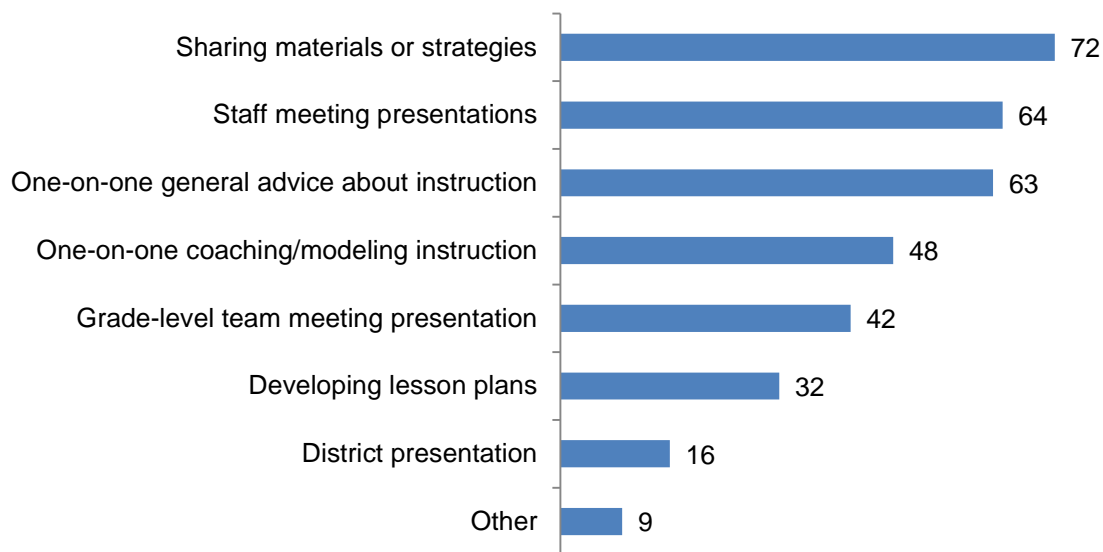 Sharing materials or strategies 72
Staff meeting presentations 64
One-on-one general advice about instruction 63
One-on-one coaching/modeling instruction 48
Grade-level team meeting presentation 42
Developing lesson plans 32
District presentation 16
Other 9